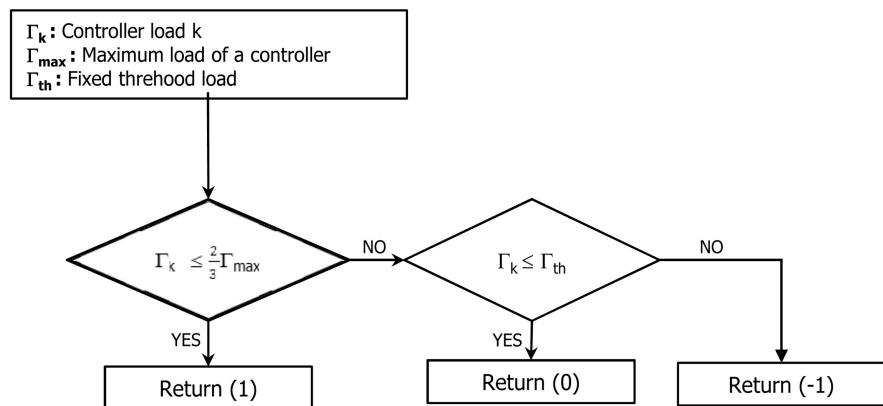 Γk : Controller load k
Γmax : Maximum load of a controller
Γth : Fixed threhood load
Γk ≤ 2/3 Γmax
NO
Γk ≤ Γth
NO
YES
YES
Return (1)
Return (0)
Return (-1)